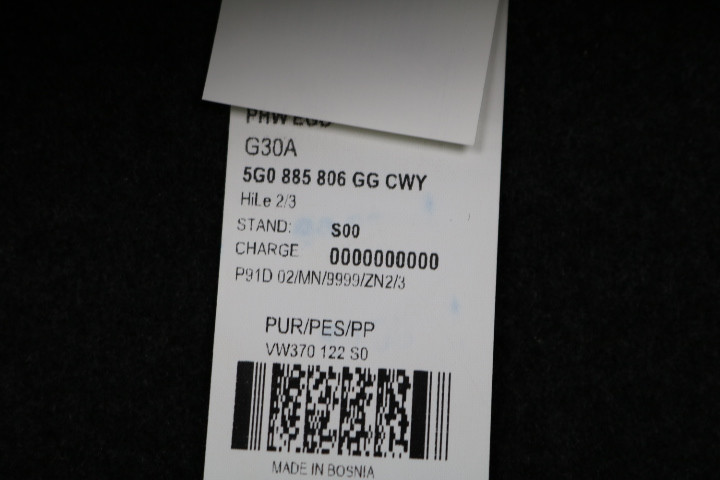 G30A
5G0 885 806 GG CWY
HiLe 2/3
STAND: S00
CHARGE 0000000000
P91D 02/MN/9999/ZN2/3
PUR/PES/PP
VW370 122 S0
MADE IN BOSNIA